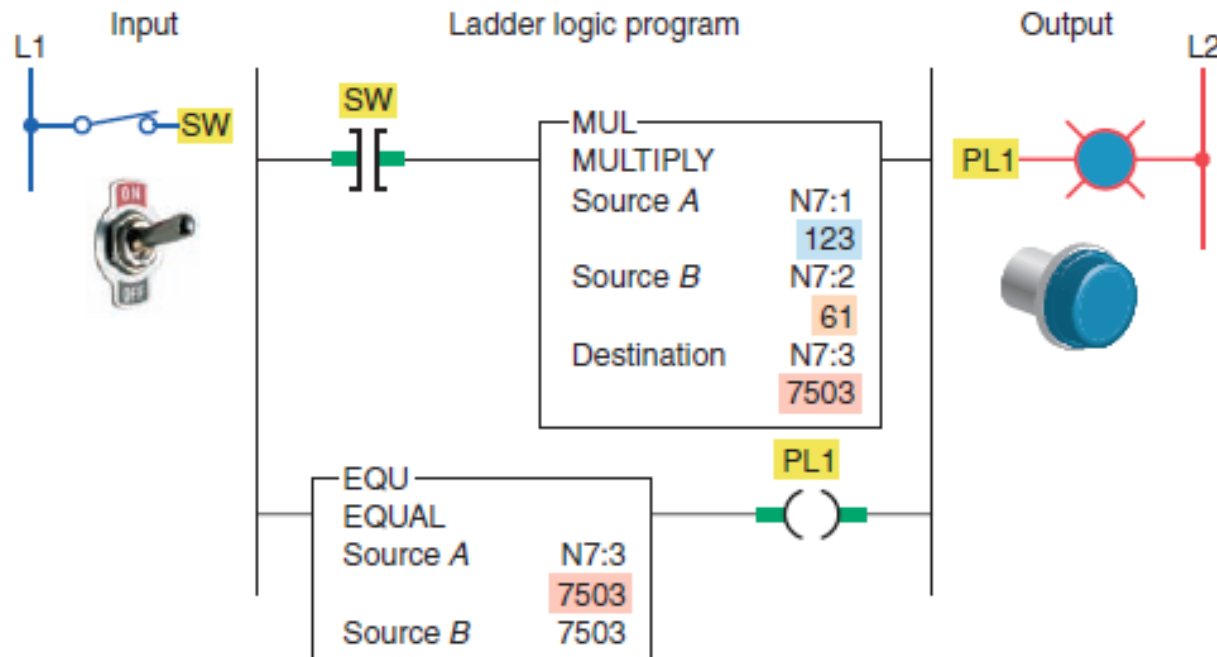 Input
Ladder logic program
Output
L1
L2
SW
SW
ON
OFF
MUL
MULTIPLY
Source A N7:1
123
Source B N7:2
61
Destination N7:3
7503
PL1
PL1
EQU
EQUAL
Source A N7:3
7503
Source B 7503